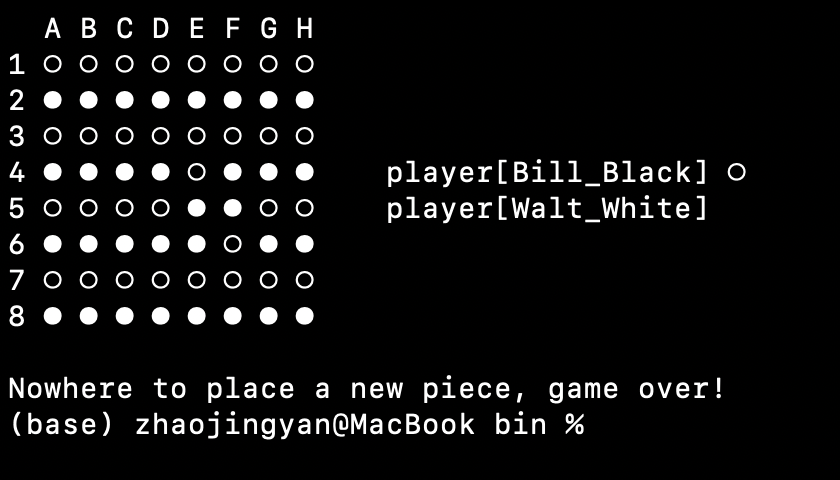 A B C D E F G H
1 ○ ○ ○ ○ ○ ○ ○ ○
2 ● ● ● ● ● ● ● ●
3 ○ ○ ○ ○ ○ ○ ○ ○
4 ● ● ● ● ○ ● ● ● player[Bill_Black] ○
5 ○ ○ ○ ○ ● ● ○ ○ player[Walt_White]
6 ● ● ● ● ● ○ ● ●
7 ○ ○ ○ ○ ○ ○ ○ ○
8 ● ● ● ● ● ● ● ●
Nowhere to place a new piece, game over!
(base) zhaojingyan@MacBook bin %